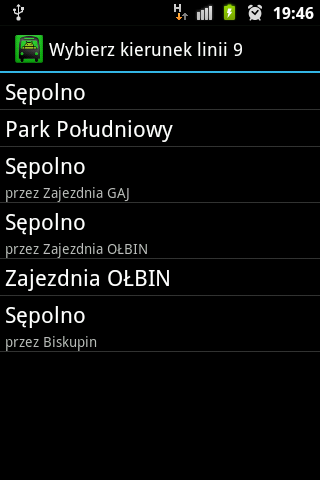 H
19:46
Wybierz kierunek linii 9
Sępolno
Park Południowy
Sępolno
przez Zajezdnia GAJ
Sępolno
przez Zajezdnia OŁBIN
Zajezdnia OŁBIN
Sępolno
przez Biskupin